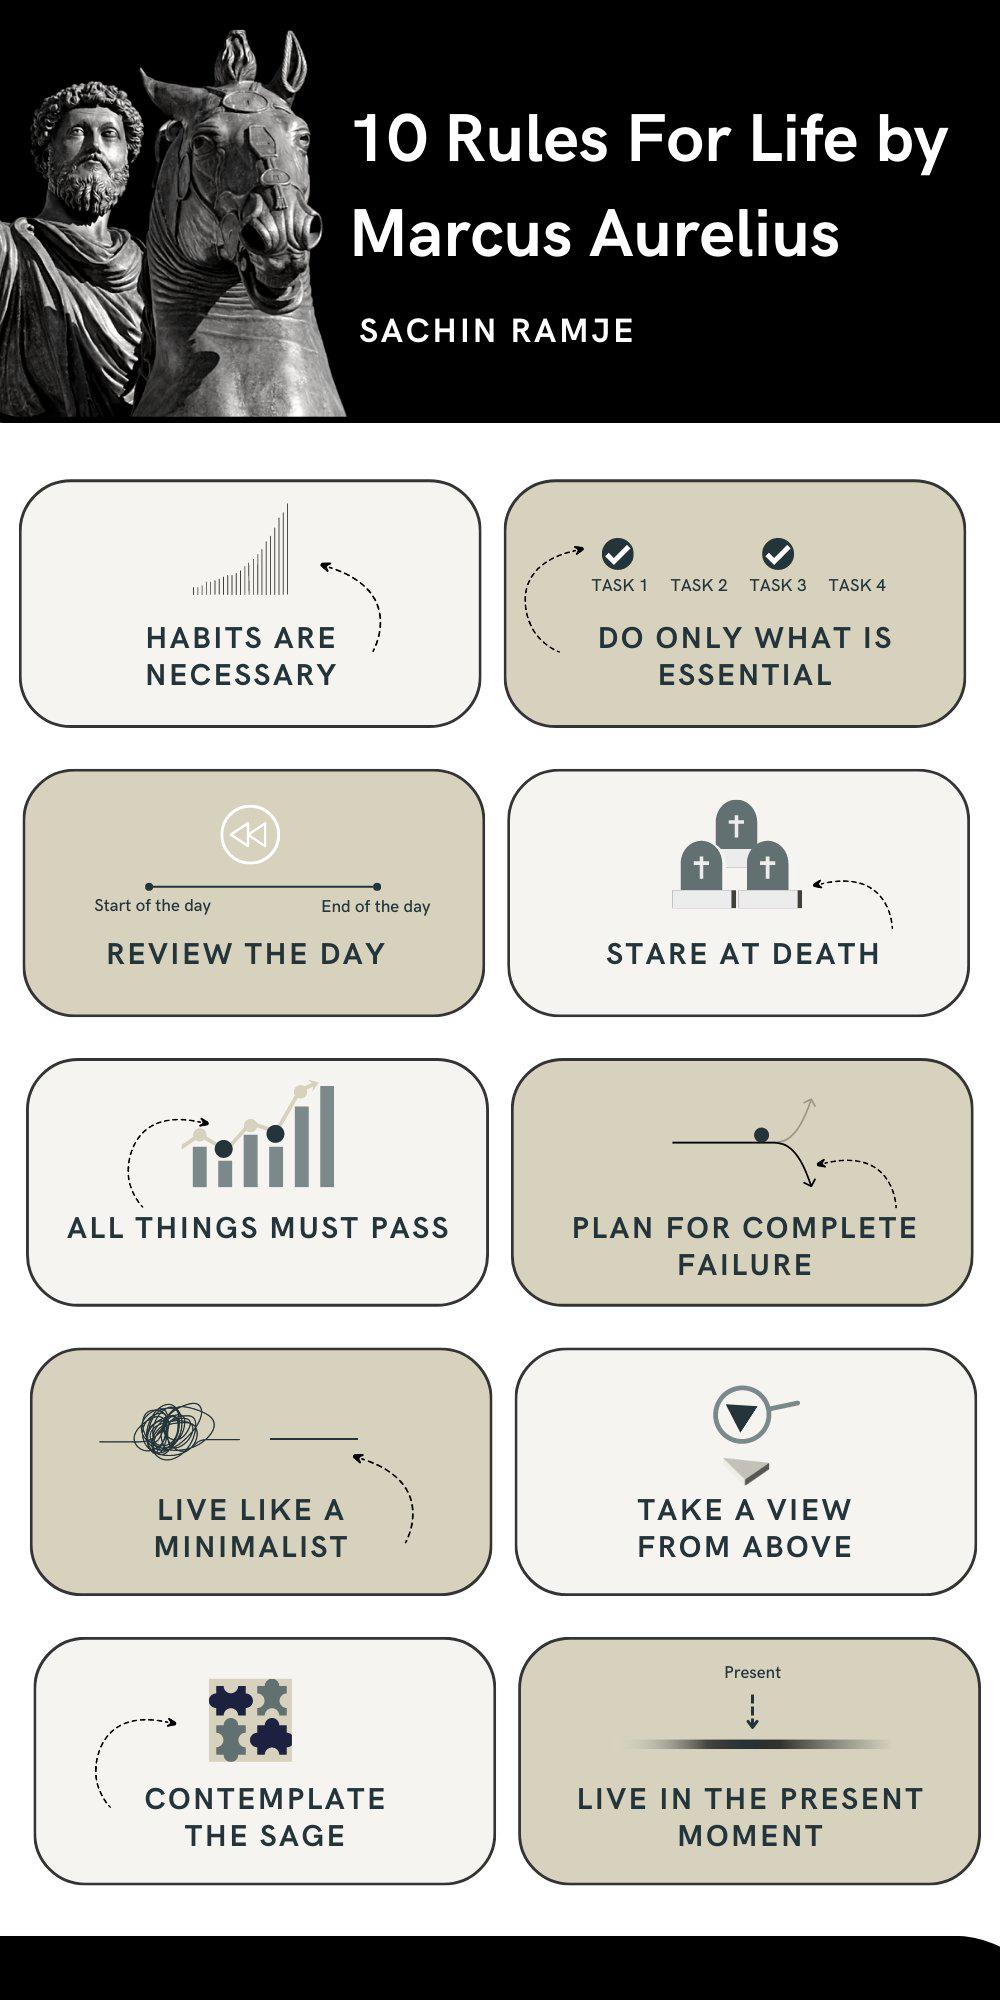 10 Rules For Life by
Marcus Aurelius
SACHIN RAMJE
HABITS ARE
NECESSARY
TASK 1 TASK 2 TASK 3 TASK 4
DO ONLY WHAT IS
ESSENTIAL
Start of the day End of the day
REVIEW THE DAY
STARE AT DEATH
ALL THINGS MUST PASS
PLAN FOR COMPLETE
FAILURE
LIVE LIKE A
MINIMALIST
TAKE A VIEW
FROM ABOVE
CONTEMPLATE
THE SAGE
Present
LIVE IN THE PRESENT
MOMENT